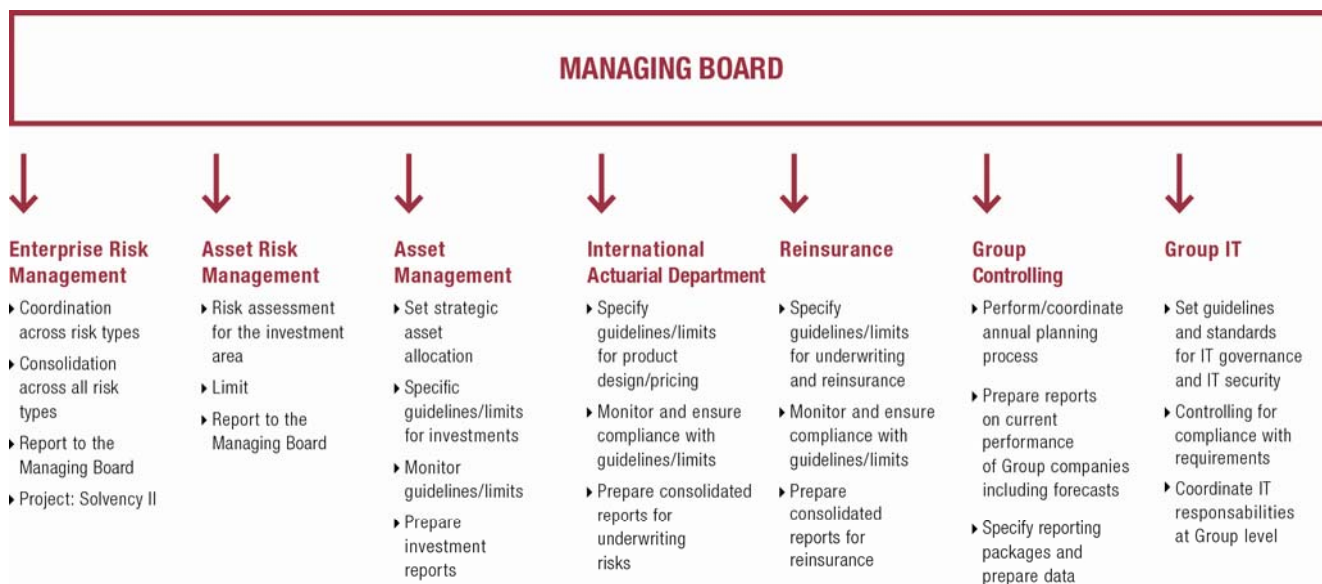 MANAGING BOARD
Enterprise Risk
Management
▸ Coordination
across risk types
▸ Consolidation
across all risk
types
▸ Report to the
Managing Board
▸ Project: Solvency II
Asset Risk
Management
▸ Risk assessment
for the investment
area
▸ Limit
▸ Report to the
Managing Board
Asset
Management
▸ Set strategic
asset
allocation
▸ Specific
guidelines/limits
for investments
▸ Monitor
guidelines/limits
▸ Prepare
investment
reports
International
Actuarial Department
▸ Specify
guidelines/limits
for product
design/pricing
▸ Monitor and ensure
compliance with
guidelines/limits
▸ Prepare consolidated
reports for
underwriting
risks
Reinsurance
▸ Specify
guidelines/limits
for underwriting
and reinsurance
▸ Monitor and ensure
compliance with
guidelines/limits
▸ Prepare
consolidated
reports for
reinsurance
Group
Controlling
▸ Perform/coordinate
annual planning
process
▸ Prepare reports
on current
performance
of Group companies
including forecasts
▸ Specify reporting
packages and
prepare data
Group IT
▸ Set guidelines
and standards
for IT governance
and IT security
▸ Controlling for
compliance with
requirements
▸ Coordinate IT
responsabilities
at Group level